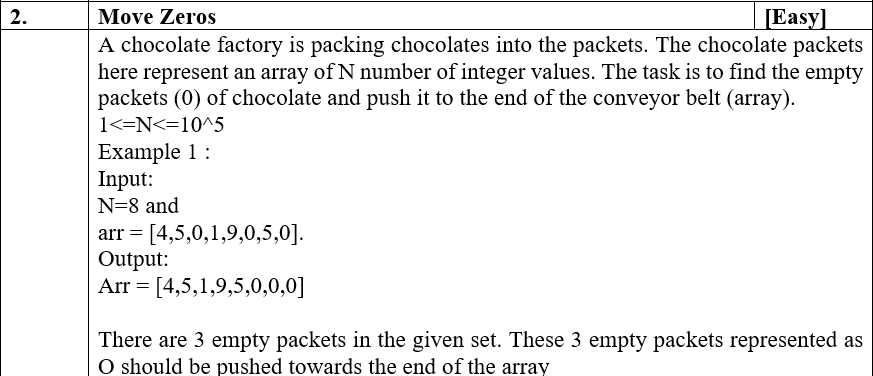 2. Move Zeros [Easy]
A chocolate factory is packing chocolates into the packets. The chocolate packets
here represent an array of N number of integer values. The task is to find the empty
packets (0) of chocolate and push it to the end of the conveyor belt (array).
1<=N<=10^5
Example 1 :
Input:
N=8 and
arr = [4,5,0,1,9,0,5,0].
Output:
Arr = [4,5,1,9,5,0,0,0]
There are 3 empty packets in the given set. These 3 empty packets represented as
O should be pushed towards the end of the array